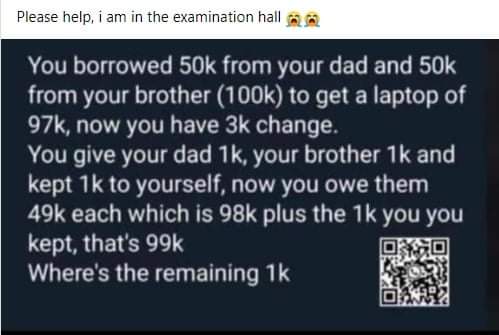 Please help, i am in the examination hall 😭😭
You borrowed 50k from your dad and 50k
from your brother (100k) to get a laptop of
97k, now you have 3k change.
You give your dad 1k, your brother 1k and
kept 1k to yourself, now you owe them
49k each which is 98k plus the 1k you you
kept, that's 99k
Where's the remaining 1k